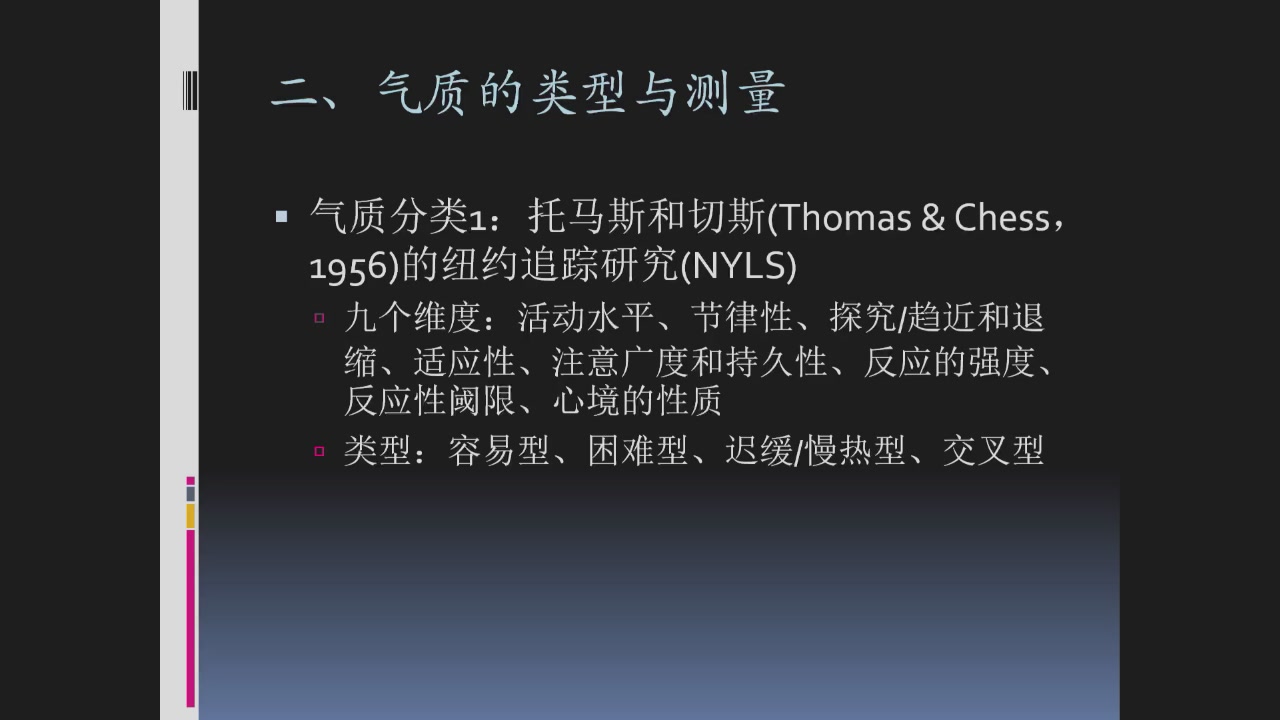 二、气质的类型与测量
气质分类1：托马斯和切斯(Thomas & Chess，
1956)的纽约追踪研究(NYLS)
九个维度：活动水平、节律性、探究/趋近和退
缩、适应性、注意广度和持久性、反应的强度、
反应性阈限、心境的性质
类型：容易型、困难型、迟缓/慢热型、交叉型